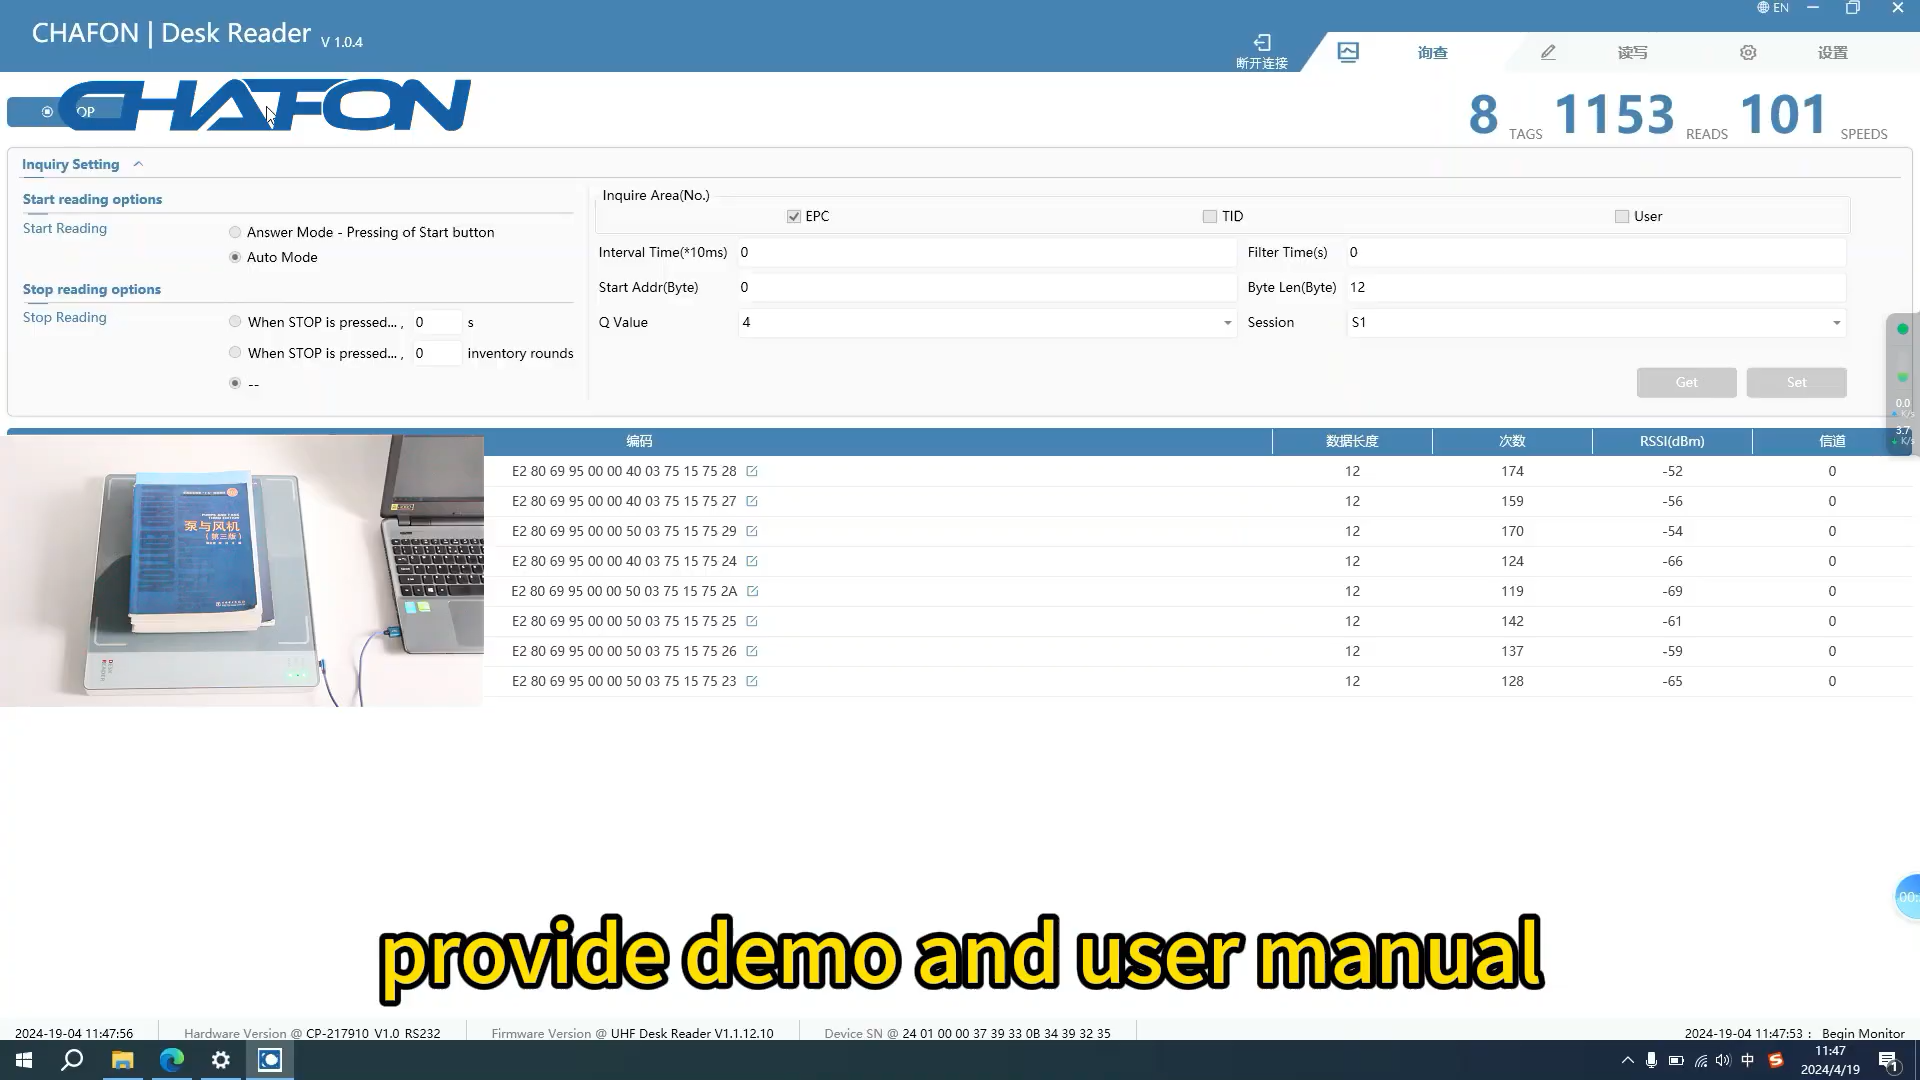 CHAFON | Desk Reader V 1.0.4
EN
断开连接
询查
读写
设置
OP
CHAFON
8 TAGS 1153 READS 101 SPEEDS
Inquiry Setting
Start reading options
Start Reading
Answer Mode - Pressing of Start button
Auto Mode
Stop reading options
Stop Reading
When STOP is pressed... , 0 s
When STOP is pressed... , 0 inventory rounds
--
Inquire Area(No.)
EPC TID User
Interval Time(*10ms) 0 Filter Time(s) 0
Start Addr(Byte) 0 Byte Len(Byte) 12
Q Value 4 Session S1
Get Set
0.0
K/s
3.7
K/s
编码 数据长度 次数 RSSI(dBm) 信道
E2 80 69 95 00 00 40 03 75 15 75 28 12 174 -52 0
E2 80 69 95 00 00 40 03 75 15 75 27 12 159 -56 0
E2 80 69 95 00 00 50 03 75 15 75 29 12 170 -54 0
E2 80 69 95 00 00 40 03 75 15 75 24 12 124 -66 0
E2 80 69 95 00 00 50 03 75 15 75 2A 12 119 -69 0
E2 80 69 95 00 00 50 03 75 15 75 25 12 142 -61 0
E2 80 69 95 00 00 50 03 75 15 75 26 12 137 -59 0
E2 80 69 95 00 00 50 03 75 15 75 23 12 128 -65 0
泵与风机
(第三版)
00:
provide demo and user manual
2024-19-04 11:47:56 Hardware Version @ CP-217910_V1.0_RS232 Firmware Version @ UHF Desk Reader V1.1.12.10 Device SN @ 24 01 00 00 37 39 33 0B 34 39 32 35 2024-19-04 11:47:53 : Begin Monitor
中
11:47
2024/4/19
1